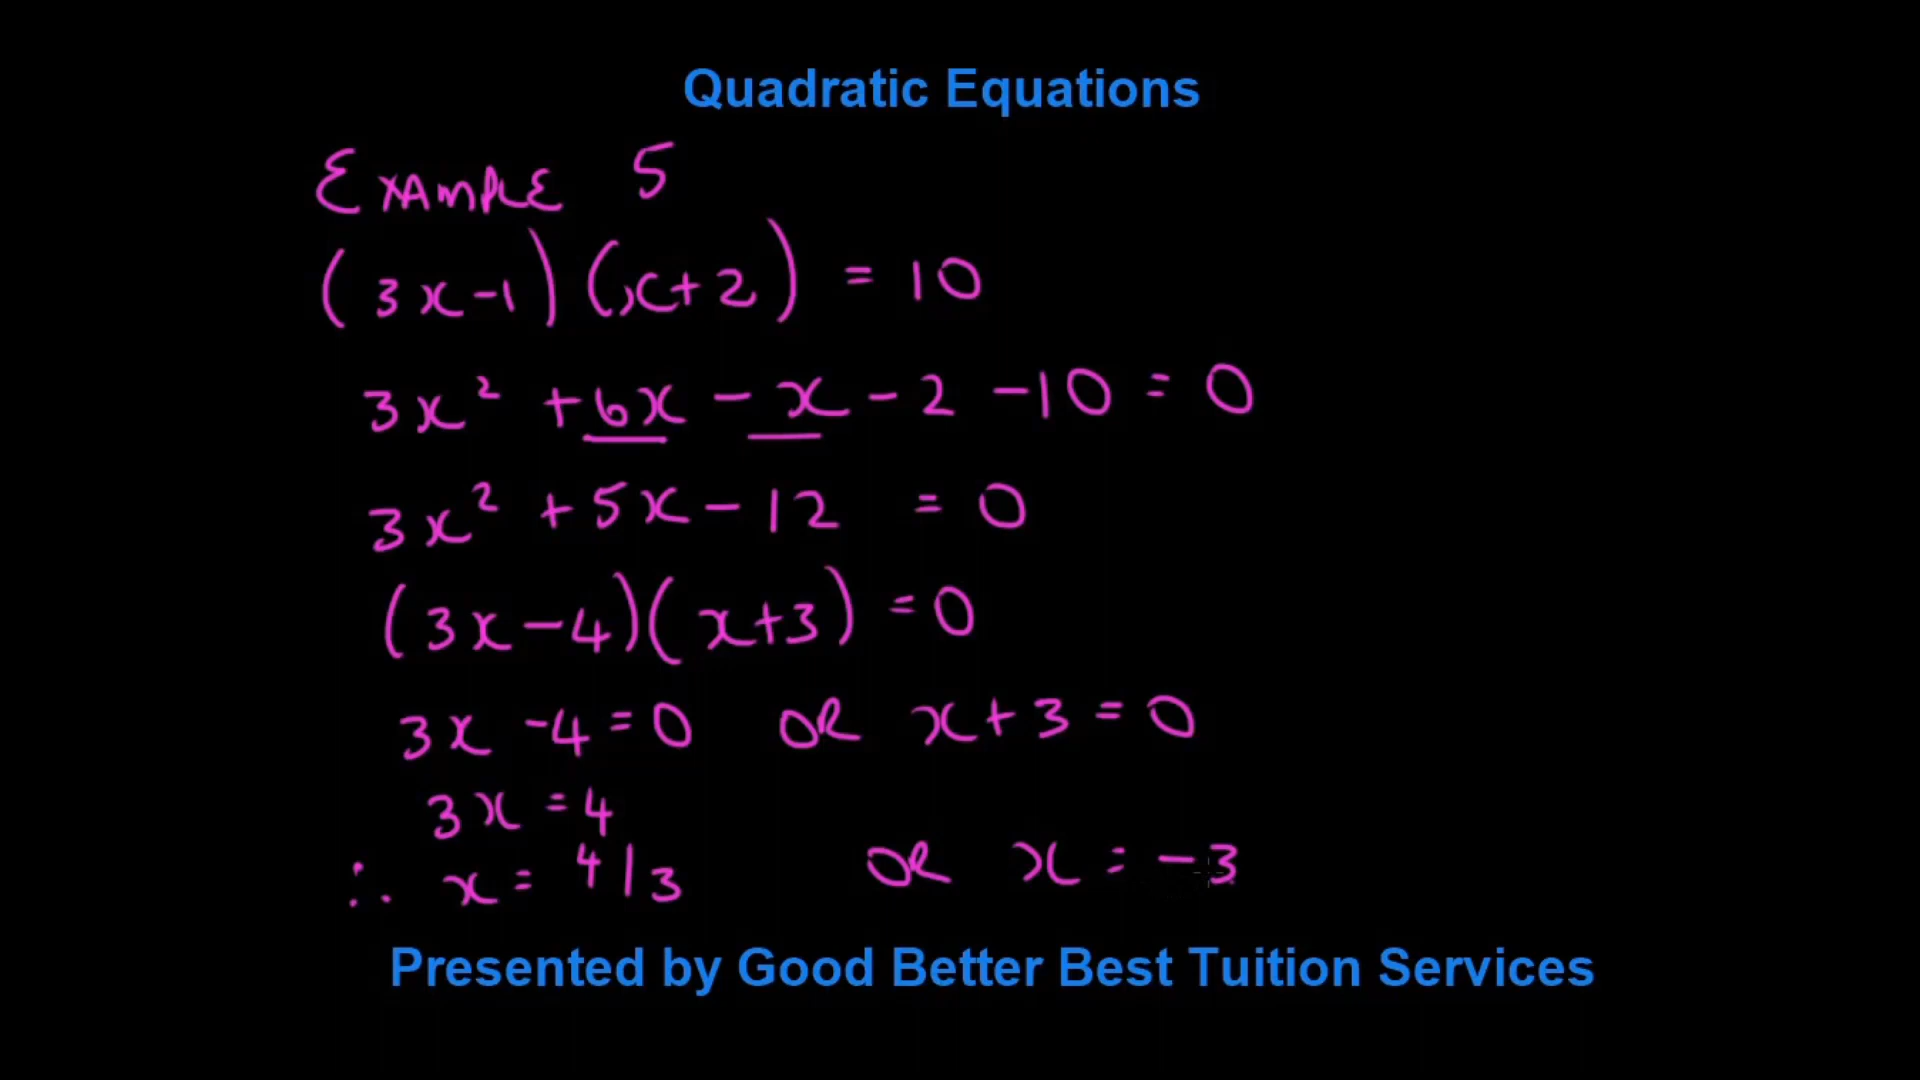 Quadratic Equations
EXAMPLE 5
(3x-1)(x+2) = 10
3x² + 6x - x - 2 - 10 = 0
3x² + 5x - 12 = 0
(3x - 4)(x+3) = 0
3x - 4 = 0 OR x + 3 = 0
3x = 4
∴ x = 4/3 OR x = -3
Presented by Good Better Best Tuition Services